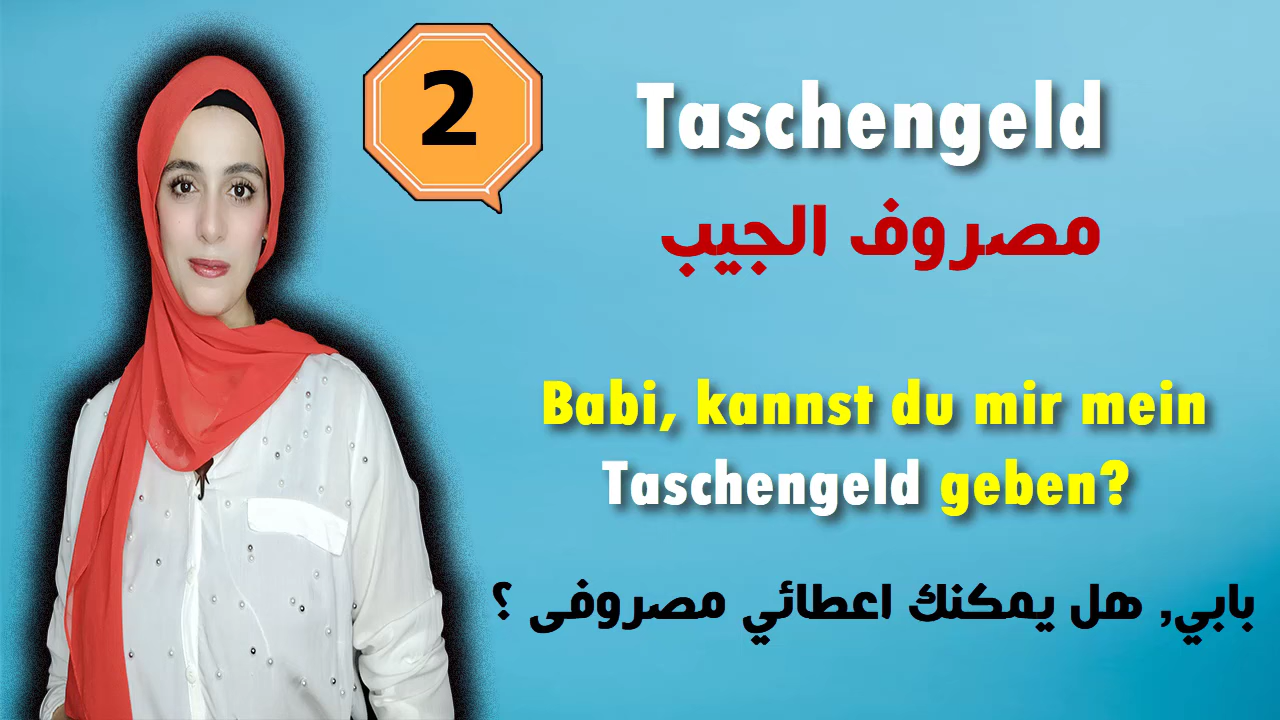 2
Taschengeld
مصروف الجيب
Babi, kannst du mir mein
Taschengeld geben?
بابي, هل يمكنك اعطائي مصروفى ؟